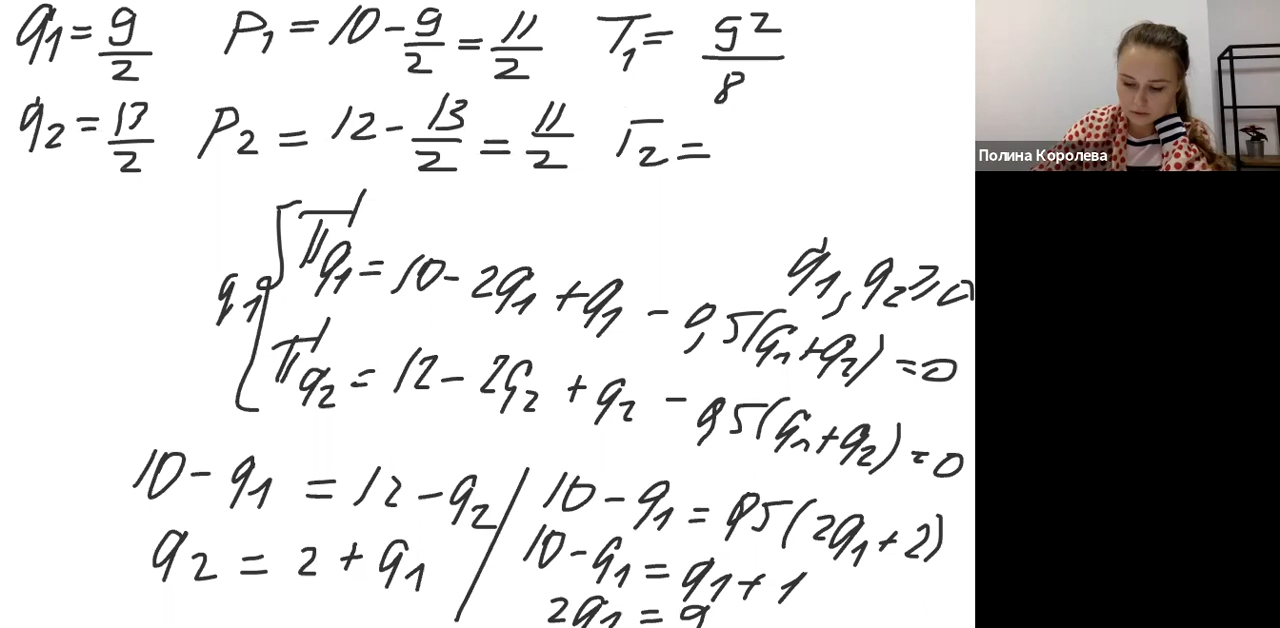 q₁ = 9/2 P₁ = 10 - 9/2 = 11/2 T₁ = 92/8
q₂ = 13/2 P₂ = 12 - 13/2 = 11/2 T₂ =
Полина Королева
π'q₁ = 10 - 2q₁ + q₁ - 0,5(q₁+q₂) = 0 q₁, q₂ ≥ 0
π'q₂ = 12 - 2q₂ + q₂ - 0,5(q₁+q₂) = 0
10 - q₁ = 12 - q₂ / 10 - q₁ = 0,5(2q₁+2)
q₂ = 2 + q₁ 10 - q₁ = q₁ + 1
2q₁ = 9